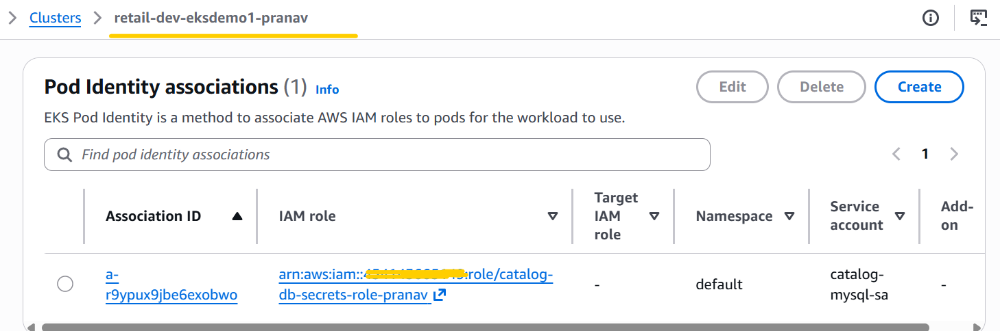 Clusters retail-dev-eksdemo1-pranav
Pod Identity associations (1) Info
Edit Delete Create
EKS Pod Identity is a method to associate AWS IAM roles to pods for the workload to use.
Find pod identity associations
1
Association ID
IAM role
Target
IAM
role
Namespace
Service
account
Add-
on
a-
r9ypux9jbe6exobwo
arn:aws:iam:: :role/catalog-
db-secrets-role-pranav
-
default
catalog-
mysql-sa
-